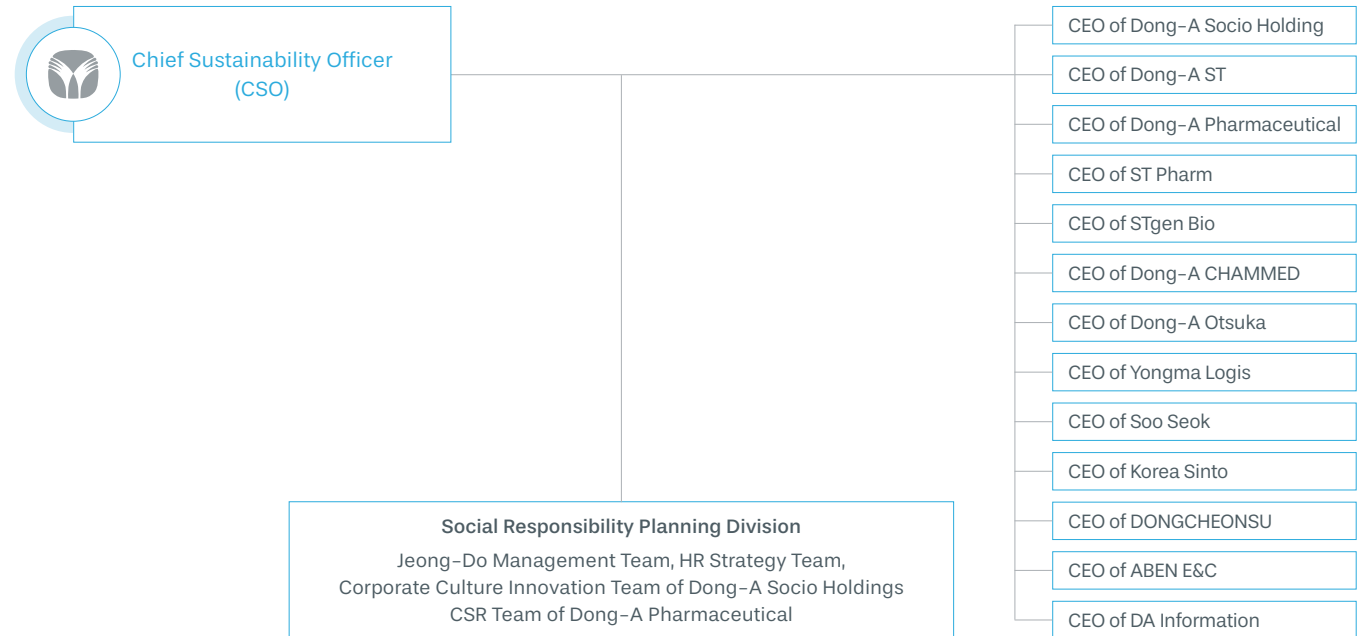 Chief Sustainability Officer
(CSO)
CEO of Dong-A Socio Holding
CEO of Dong-A ST
CEO of Dong-A Pharmaceutical
CEO of ST Pharm
CEO of STgen Bio
CEO of Dong-A CHAMMED
CEO of Dong-A Otsuka
CEO of Yongma Logis
CEO of Soo Seok
CEO of Korea Sinto
CEO of DONGCHEONSU
CEO of ABEN E&C
CEO of DA Information
Social Responsibility Planning Division
Jeong-Do Management Team, HR Strategy Team,
Corporate Culture Innovation Team of Dong-A Socio Holdings
CSR Team of Dong-A Pharmaceutical